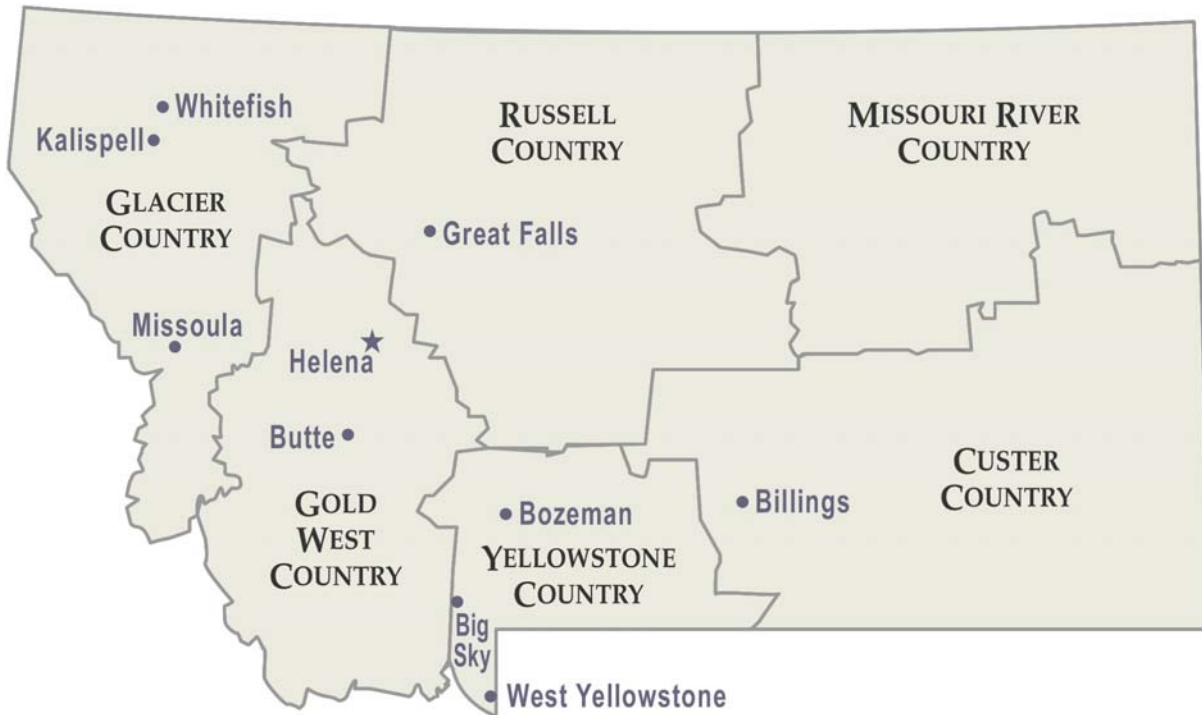 Whitefish
Kalispell
GLACIER
COUNTRY
Missoula
RUSSELL
COUNTRY
Great Falls
MISSOURI RIVER
COUNTRY
Helena
Butte
GOLD
WEST
COUNTRY
Bozeman
YELLOWSTONE
COUNTRY
Big
Sky
West Yellowstone
Billings
CUSTER
COUNTRY